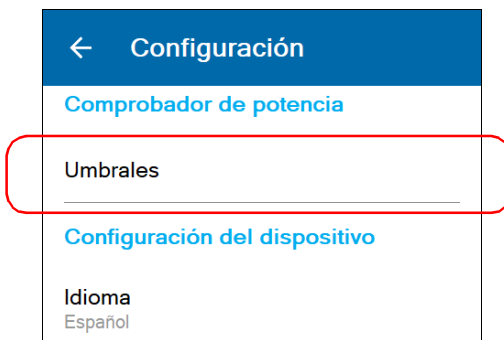 Configuración
Comprobador de potencia
Umbrales
Configuración del dispositivo
Idioma
Español